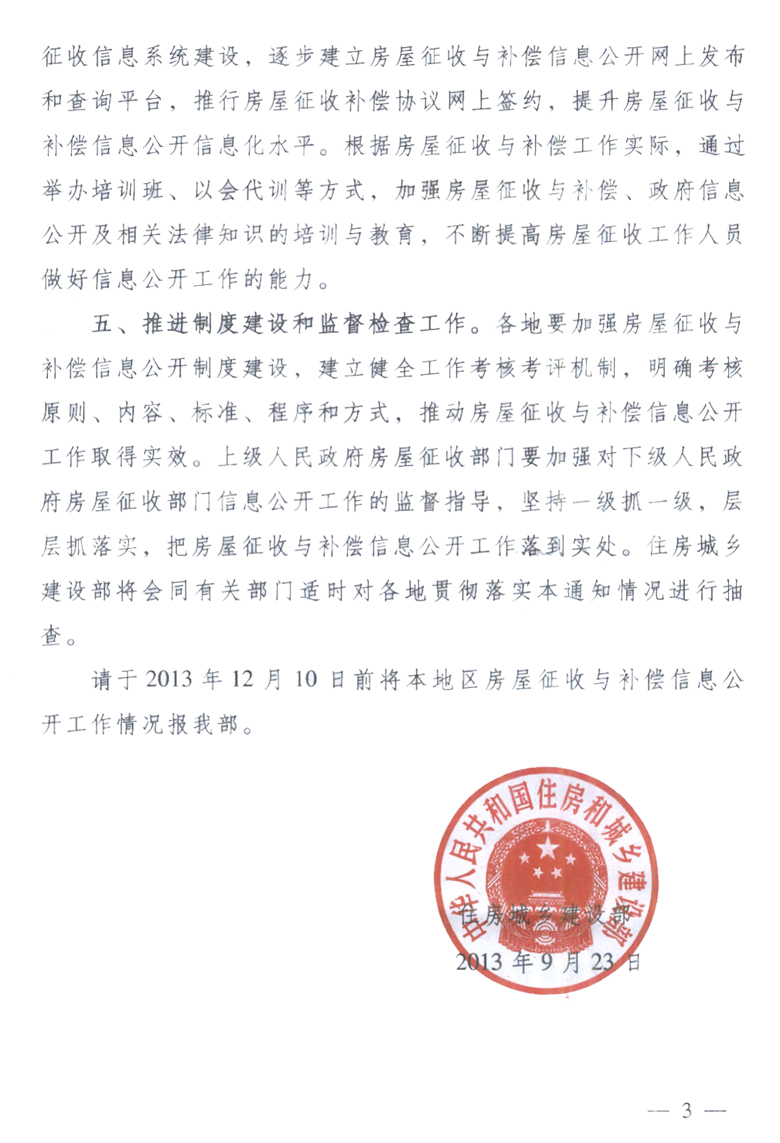 征收信息系统建设，逐步建立房屋征收与补偿信息公开网上发布
和查询平台，推行房屋征收补偿协议网上签约，提升房屋征收与
补偿信息公开信息化水平。根据房屋征收与补偿工作实际，通过
举办培训班、以会代训等方式，加强房屋征收与补偿、政府信息
公开及相关法律知识的培训与教育，不断提高房屋征收工作人员
做好信息公开工作的能力。
五、推进制度建设和监督检查工作。各地要加强房屋征收与
补偿信息公开制度建设，建立健全工作考核考评机制，明确考核
原则、内容、标准、程序和方式，推动房屋征收与补偿信息公开
工作取得实效。上级人民政府房屋征收部门要加强对下级人民政
府房屋征收部门信息公开工作的监督指导，坚持一级抓一级，层
层抓落实，把房屋征收与补偿信息公开工作落到实处。住房城乡
建设部将会同有关部门适时对各地贯彻落实本通知情况进行抽
查。
请于 2013 年 12 月 10 日前将本地区房屋征收与补偿信息公
开工作情况报我部。
中华人民共和国住房和城乡建设部
住房城乡建设部
2013 年 9 月 23 日
— 3 —